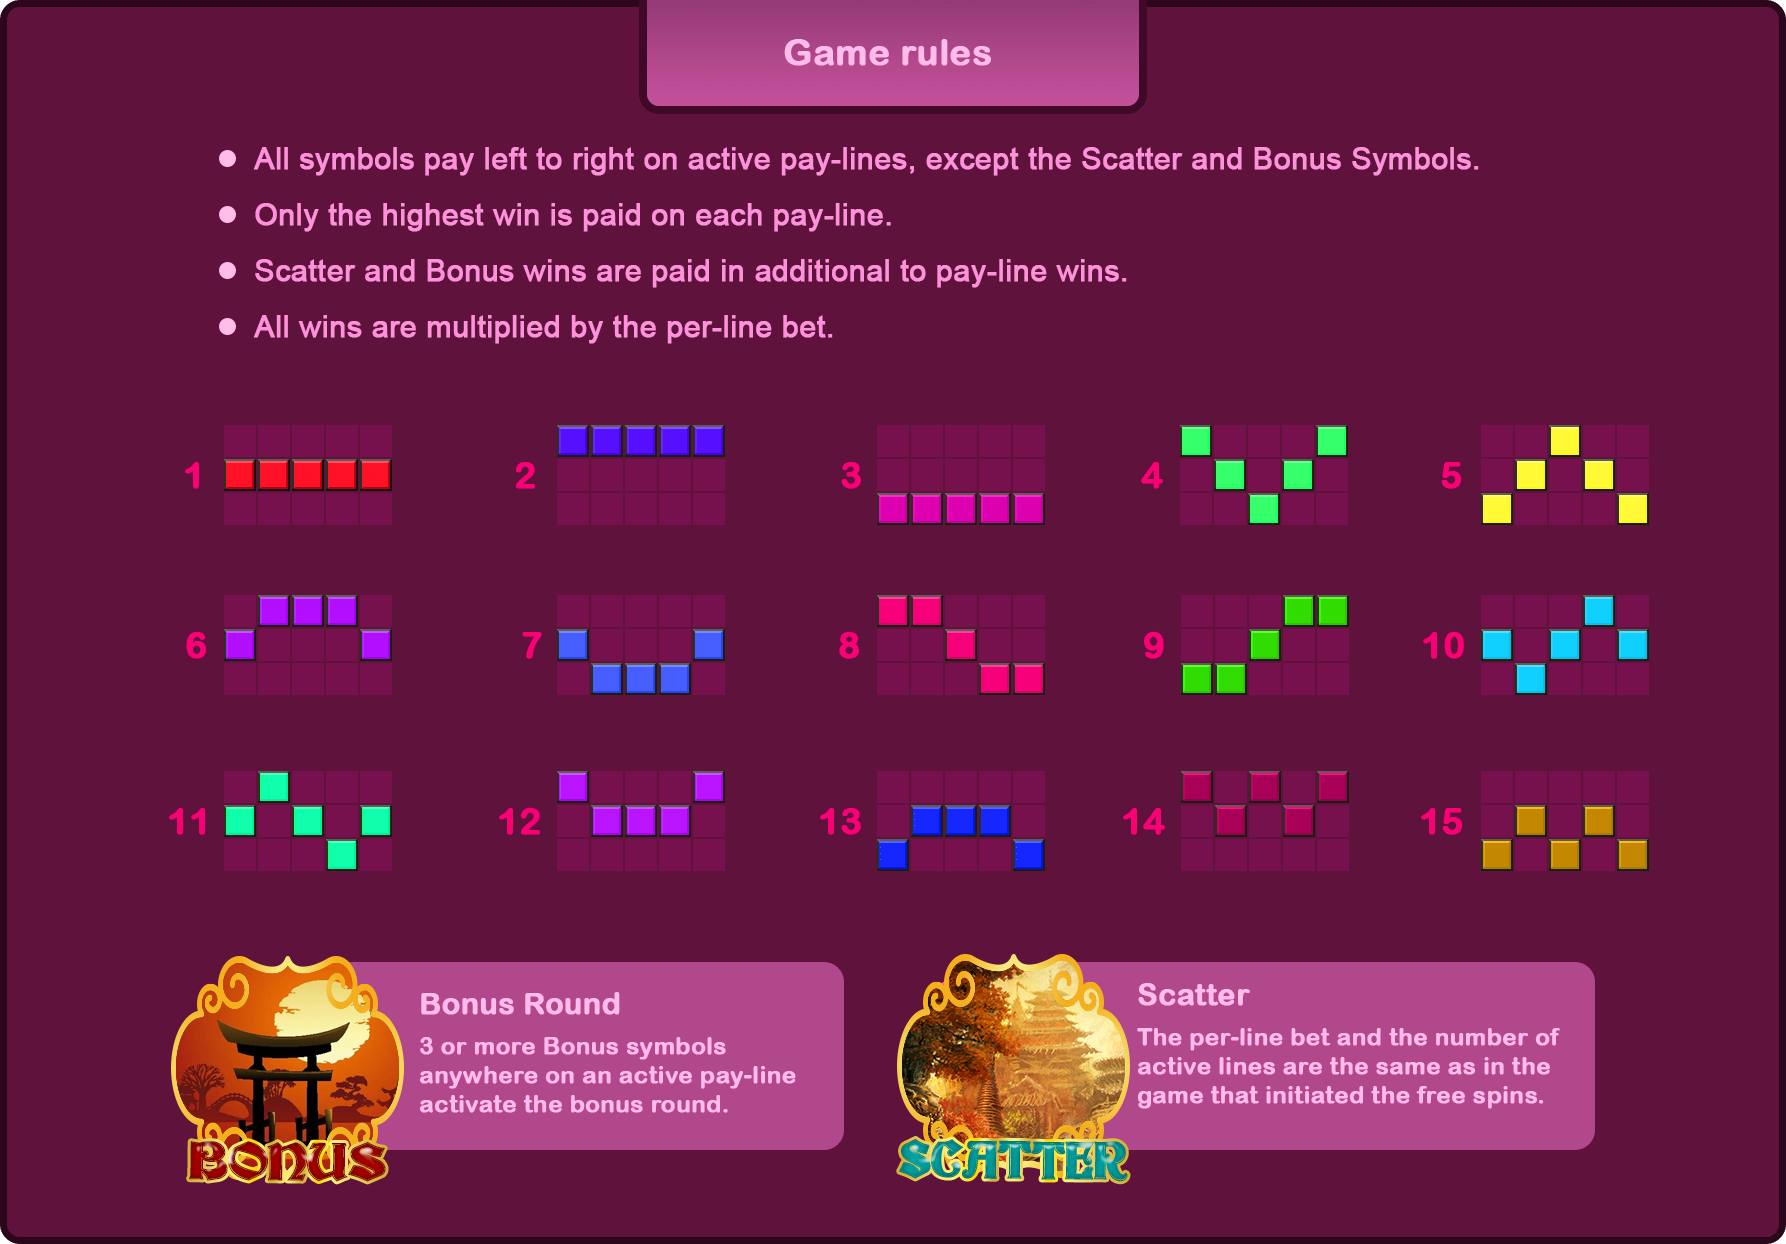 Game rules
All symbols pay left to right on active pay-lines, except the Scatter and Bonus Symbols.
Only the highest win is paid on each pay-line.
Scatter and Bonus wins are paid in additional to pay-line wins.
All wins are multiplied by the per-line bet.
1 2 3 4 5
6 7 8 9 10
11 12 13 14 15
Bonus Round
3 or more Bonus symbols
anywhere on an active pay-line
activate the bonus round.
BONUS
Scatter
The per-line bet and the number of
active lines are the same as in the
game that initiated the free spins.
SCATTER